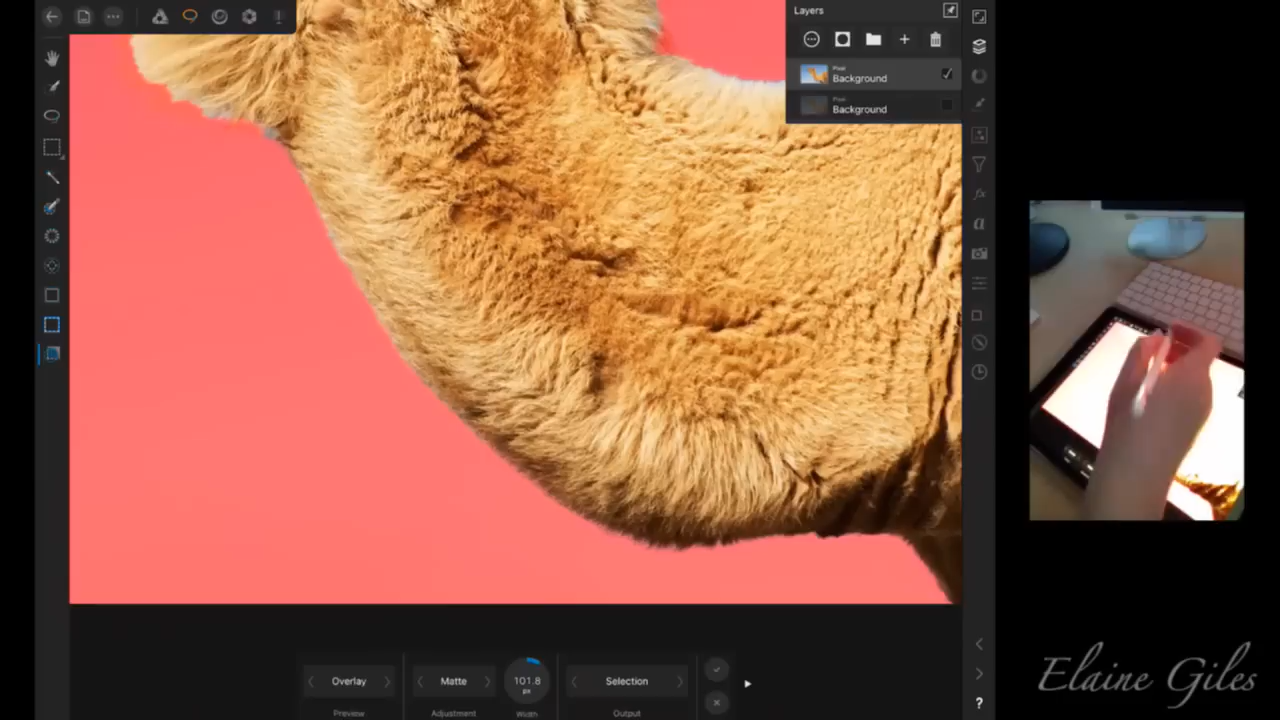 Layers
Pixel
Background
Pixel
Background
Overlay
Matte
101.8
px
Selection
Preview
Adjustment
Width
Output
?
Elaine Giles